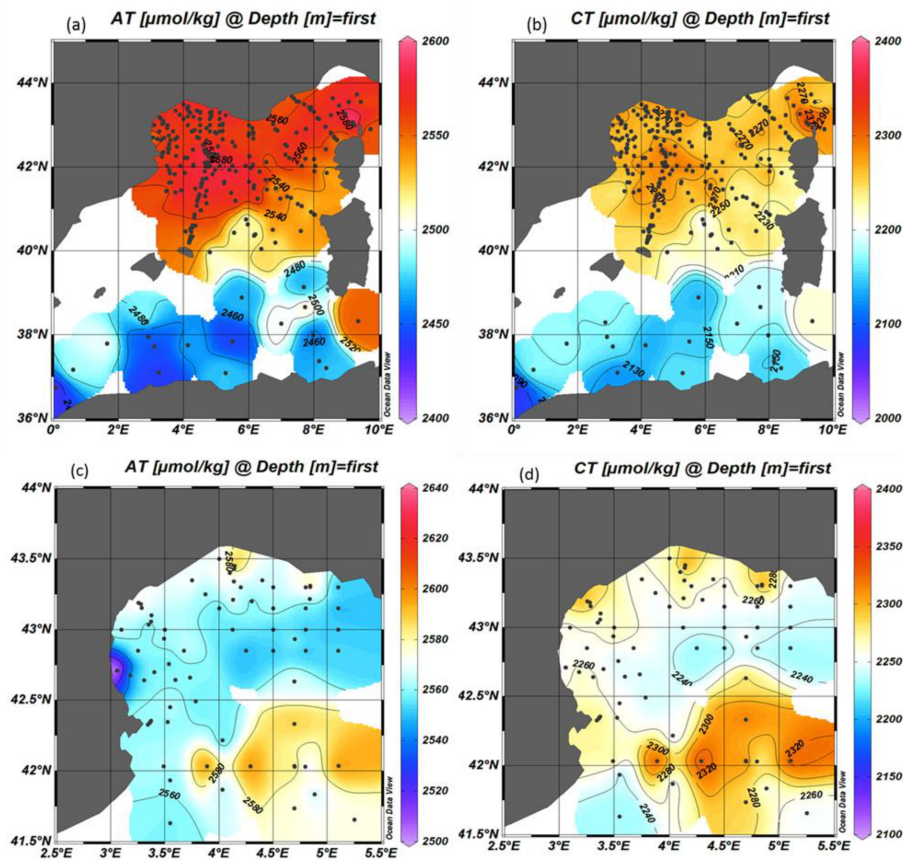 (a) AT [µmol/kg] @ Depth [m]=first
(b) CT [µmol/kg] @ Depth [m]=first
44°N
42°N
40°N
38°N
36°N
0°
2°E
4°E
6°E
8°E
10°E
2560
2560
2560
2540
2540
2480
2480
2500
2460
2460
2520
Ocean Data View
2600
2550
2500
2450
2400
44°N
42°N
40°N
38°N
36°N
0°
2°E
4°E
6°E
8°E
10°E
2270
2290
2270
2270
2270
2250
2230
2210
2150
2130
Ocean Data View
2400
2300
2200
2100
2000
(c) AT [µmol/kg] @ Depth [m]=first
(d) CT [µmol/kg] @ Depth [m]=first
44°N
43.5°N
43°N
42.5°N
42°N
41.5°N
2.5°E
3°E
3.5°E
4°E
4.5°E
5°E
5.5°E
2580
2580
2580
2560
Ocean Data View
2640
2620
2600
2580
2560
2540
2520
2500
44°N
43.5°N
43°N
42.5°N
42°N
41.5°N
2.5°E
3°E
3.5°E
4°E
4.5°E
5°E
5.5°E
2280
2260
2260
2240
2240
2300
2300
2280
2320
2320
2280
2260
2240
Ocean Data View
2400
2350
2300
2250
2200
2150
2100